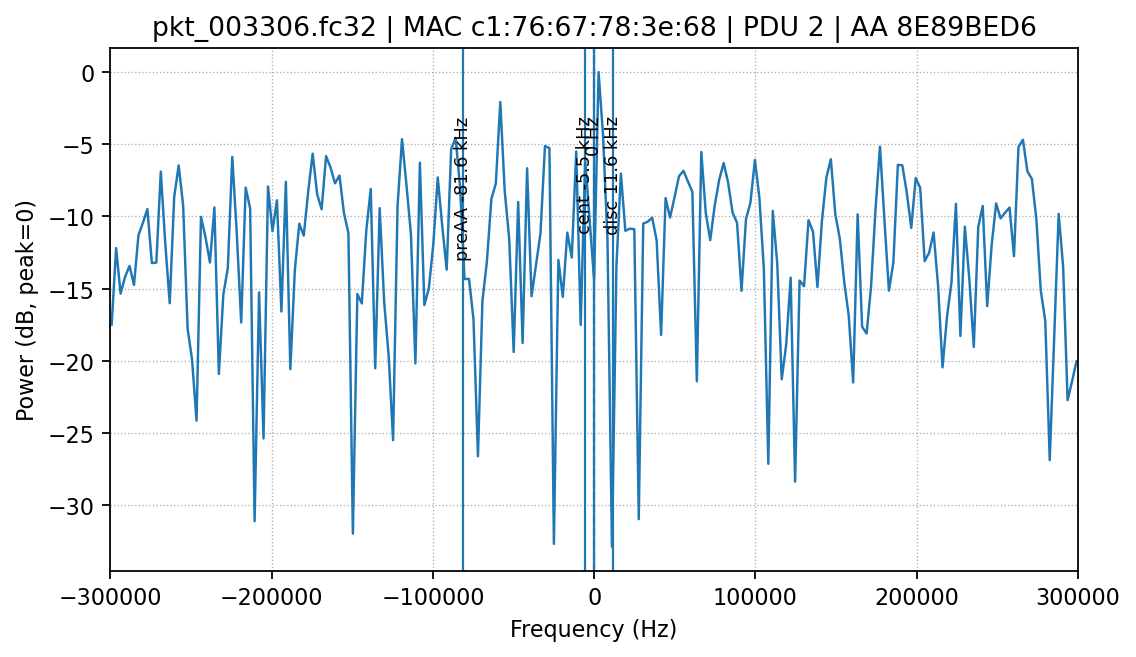 pkt_003306.fc32 | MAC c1:76:67:78:3e:68 | PDU 2 | AA 8E89BED6
Power (dB, peak=0)
0
−5
−10
−15
−20
−25
−30
preAA -81.6 kHz
cent -5.5 kHz
0 Hz
disc 11.6 kHz
−300000
−200000
−100000
0
100000
200000
300000
Frequency (Hz)